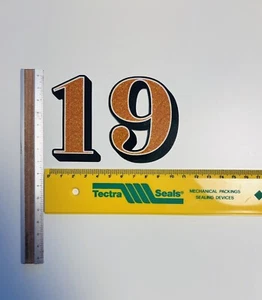 19
Tectra Seals®
MECHANICAL PACKINGS
SEALING DEVICES